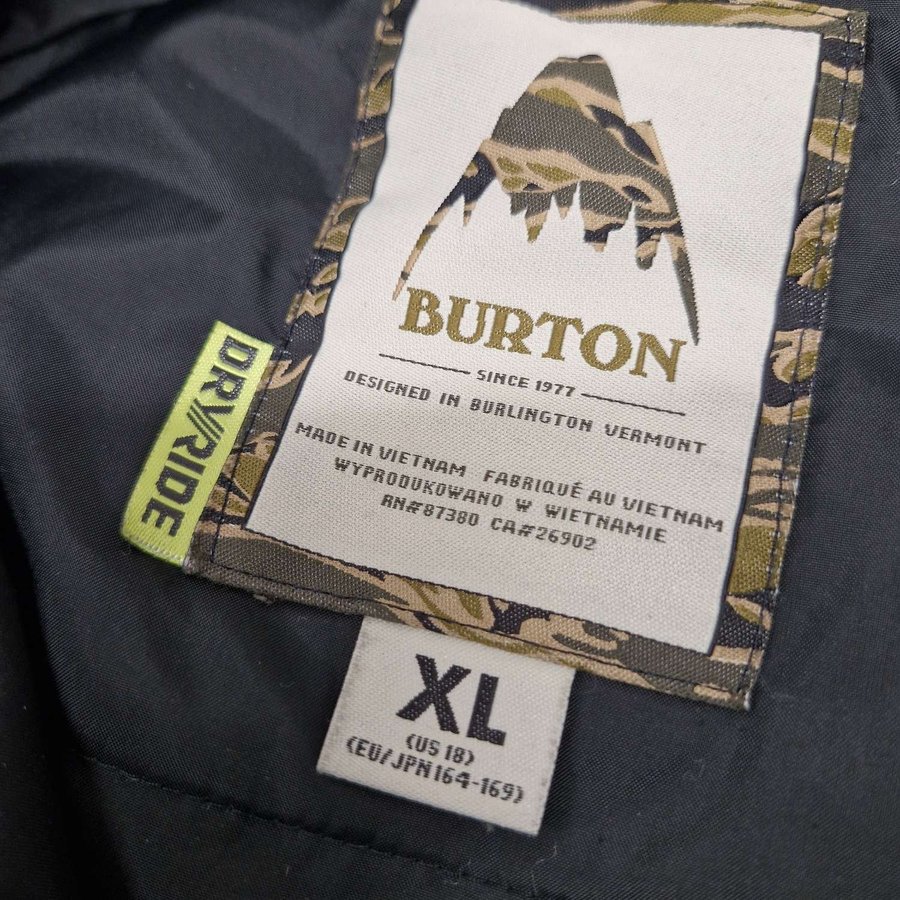 BURTON
SINCE 1977
DESIGNED IN BURLINGTON VERMONT
MADE IN VIETNAM FABRIQUÉ AU VIETNAM
WYPRODUKOWANO W WIETNAMIE
RN#87380 CA#26902
DRY///RIDE
XL
(US 18)
(EU/JPN 164-169)